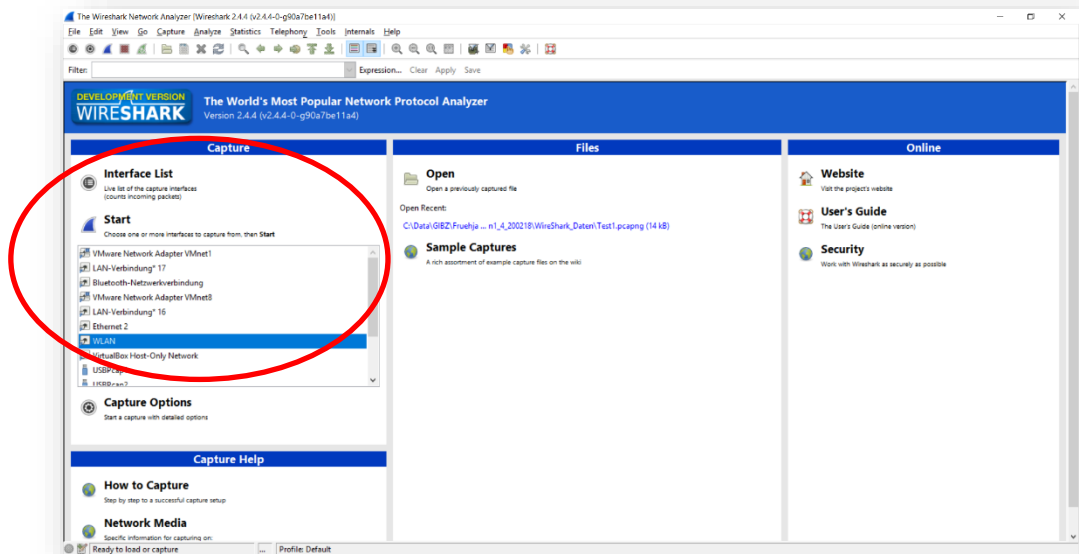 The Wireshark Network Analyzer [Wireshark 2.4.4 (v2.4.4-0-g90a7be11a4)]
File Edit View Go Capture Analyze Statistics Telephony Tools Internals Help
Filter: Expression... Clear Apply Save
DEVELOPMENT VERSION
WIRESHARK
The World's Most Popular Network Protocol Analyzer
Version 2.4.4 (v2.4.4-0-g90a7be11a4)
Capture
Interface List
Live list of the capture interfaces
(counts incoming packets)
Start
Choose one or more interfaces to capture from, then Start
VMware Network Adapter VMnet1
LAN-Verbindung* 17
Bluetooth-Netzwerkverbindung
VMware Network Adapter VMnet8
LAN-Verbindung* 16
Ethernet 2
WLAN
VirtualBox Host-Only Network
USBPcap
USBPcap2
Capture Options
Start a capture with detailed options
Capture Help
How to Capture
Step by step to a successful capture setup
Network Media
Specific information for capturing on:
Files
Open
Open a previously captured file
Open Recent:
C:\Data\GIBZ\Fruehja ... n1_4_200218\WireShark_Daten\Test1.pcapng (14 kB)
Sample Captures
A rich assortment of example capture files on the wiki
Online
Website
Visit the project's website
User's Guide
The User's Guide (online version)
Security
Work with Wireshark as securely as possible
Ready to load or capture ... Profile: Default